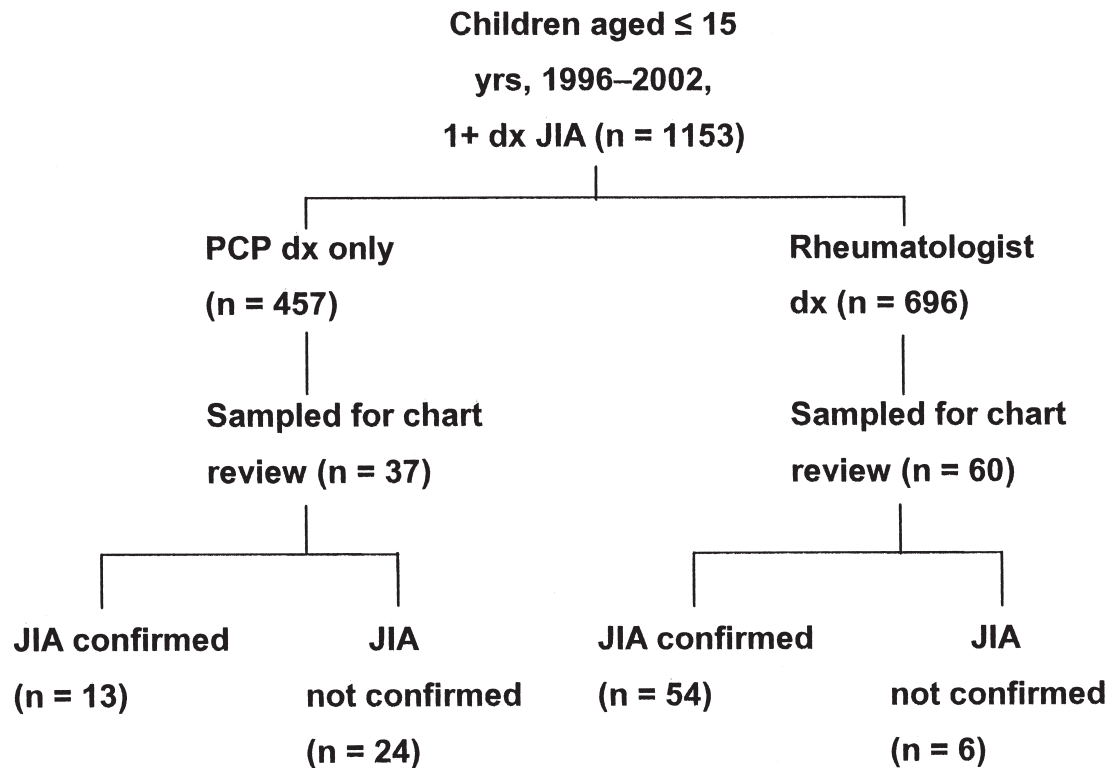 Children aged ≤ 15
yrs, 1996–2002,
1+ dx JIA (n = 1153)
PCP dx only
(n = 457)
Rheumatologist
dx (n = 696)
Sampled for chart
review (n = 37)
Sampled for chart
review (n = 60)
JIA confirmed
(n = 13)
JIA
not confirmed
(n = 24)
JIA confirmed
(n = 54)
JIA
not confirmed
(n = 6)